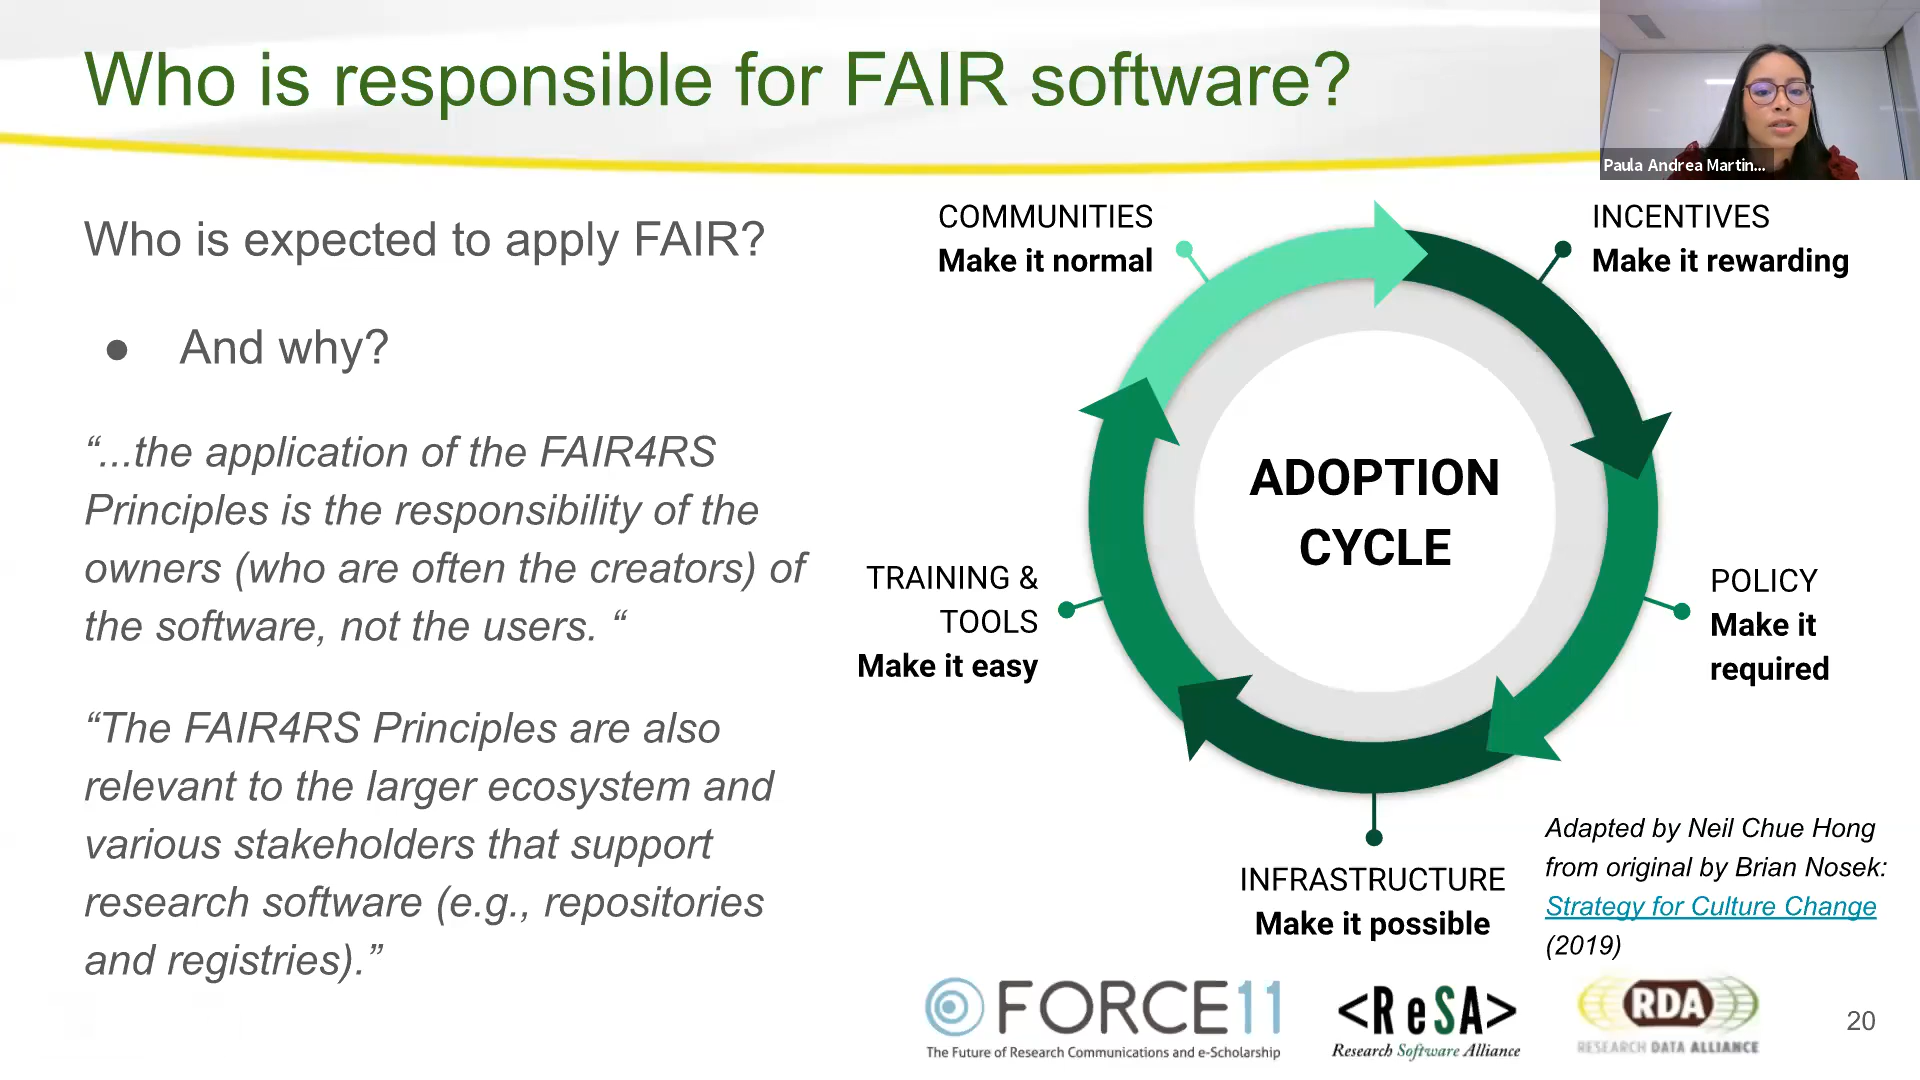 Who is responsible for FAIR software?
Paula Andrea Martin...
Who is expected to apply FAIR?
● And why?
“...the application of the FAIR4RS
Principles is the responsibility of the
owners (who are often the creators) of
the software, not the users. “
“The FAIR4RS Principles are also
relevant to the larger ecosystem and
various stakeholders that support
research software (e.g., repositories
and registries).”
COMMUNITIES
Make it normal
INCENTIVES
Make it rewarding
ADOPTION
CYCLE
TRAINING &
TOOLS
Make it easy
POLICY
Make it
required
INFRASTRUCTURE
Make it possible
Adapted by Neil Chue Hong
from original by Brian Nosek:
Strategy for Culture Change
(2019)
FORCE11
The Future of Research Communications and e-Scholarship
<ReSA>
Research Software Alliance
RDA
RESEARCH DATA ALLIANCE
20